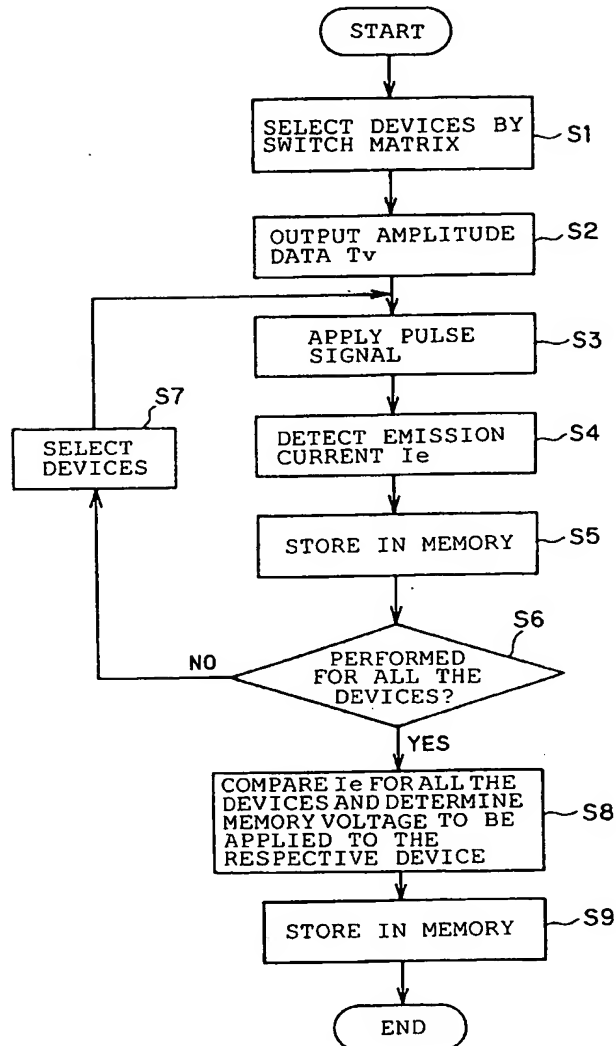 START
SELECT DEVICES BY
SWITCH MATRIX
S1
OUTPUT AMPLITUDE
DATA Tv
S2
APPLY PULSE
SIGNAL
S3
S7
SELECT
DEVICES
DETECT EMISSION
CURRENT Ie
S4
STORE IN MEMORY
S5
S6
NO
PERFORMED
FOR ALL THE
DEVICES?
YES
COMPARE Ie FOR ALL THE
DEVICES AND DETERMINE
MEMORY VOLTAGE TO BE
APPLIED TO THE
RESPECTIVE DEVICE
S8
STORE IN MEMORY
S9
END